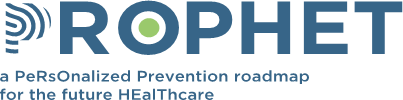 PROPHET
a PeRsOnalized Prevention roadmap
for the future HEalThcare